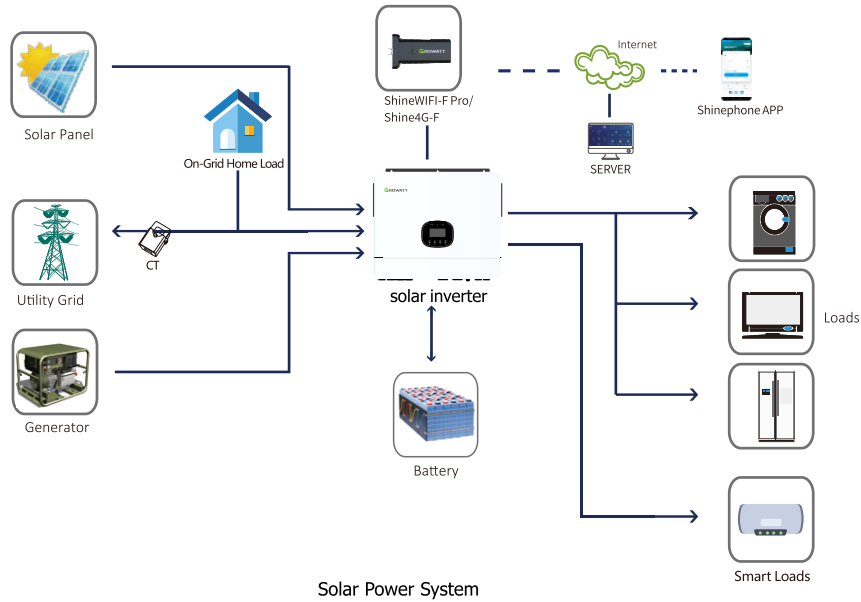 GROWATT
Internet
ShineWIFI-F Pro/
Shine4G-F
Shinephone APP
Solar Panel
On-Grid Home Load
SERVER
GROWATT
CT
Utility Grid
solar inverter
Loads
Generator
Battery
Smart Loads
Solar Power System